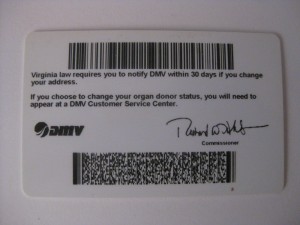 Virginia law requires you to notify DMV within 30 days if you change
your address.
If you choose to change your organ donor status, you will need to
appear at a DMV Customer Service Center.
DMV
Commissioner